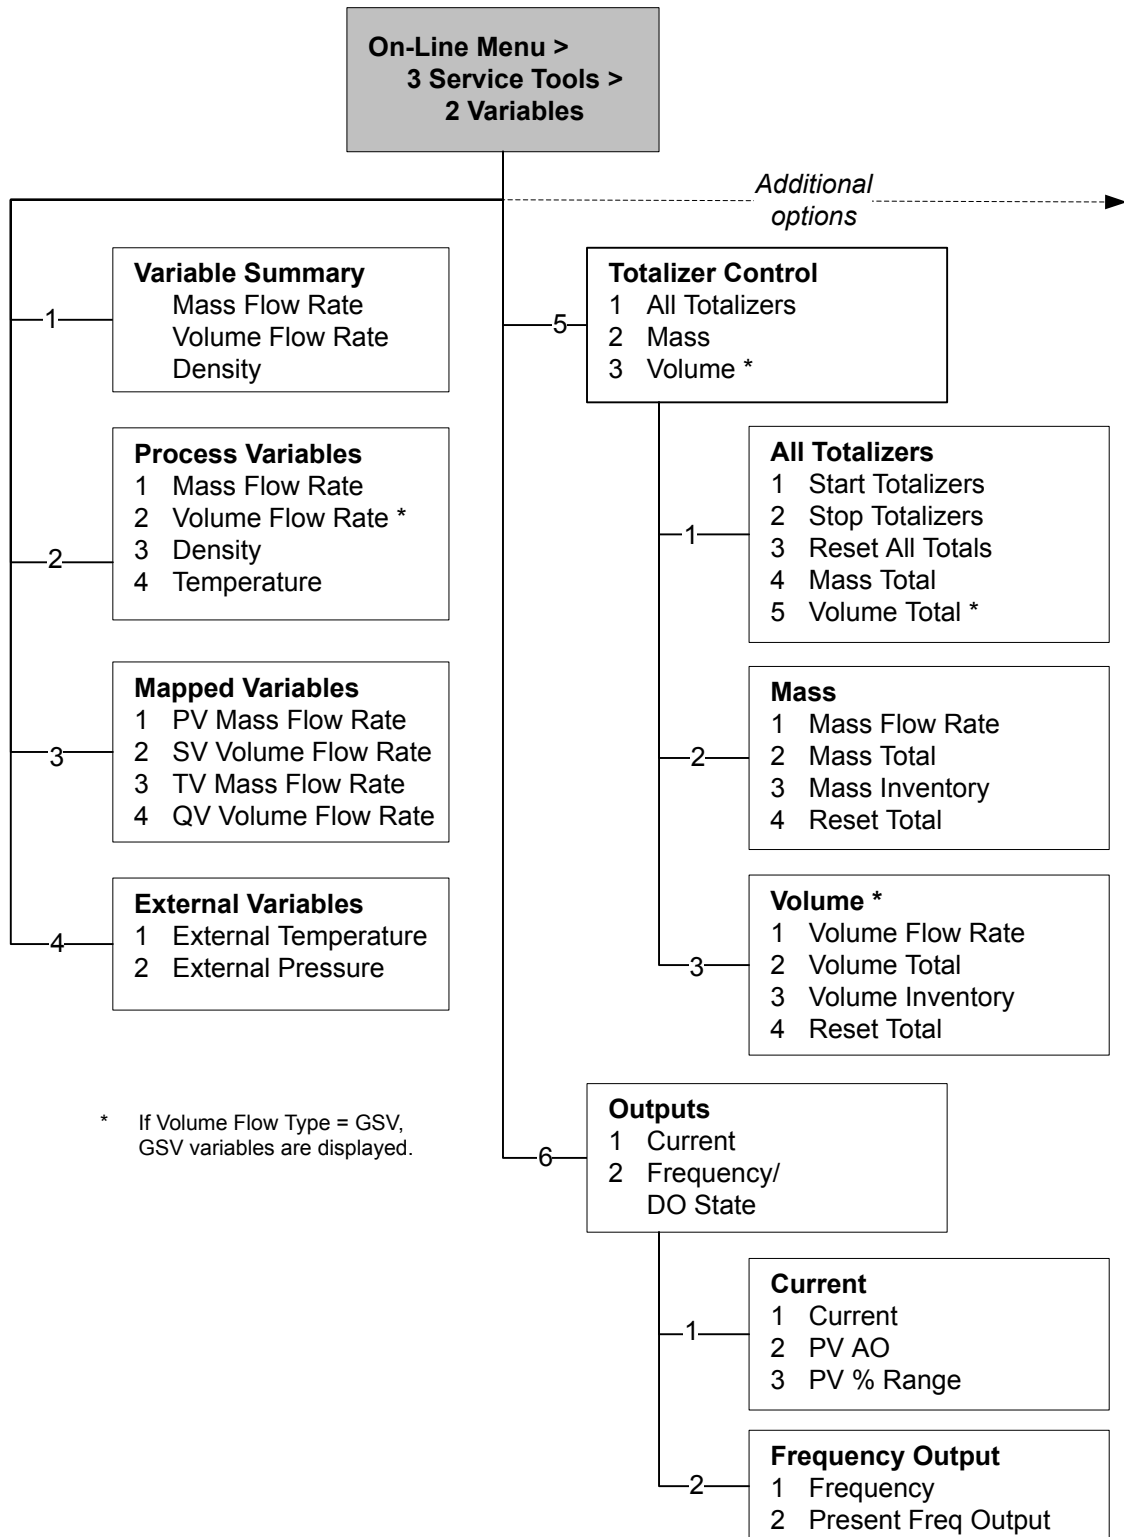 On-Line Menu >
3 Service Tools >
2 Variables
Additional
options
1
Variable Summary
Mass Flow Rate
Volume Flow Rate
Density
2
Process Variables
1 Mass Flow Rate
2 Volume Flow Rate *
3 Density
4 Temperature
3
Mapped Variables
1 PV Mass Flow Rate
2 SV Volume Flow Rate
3 TV Mass Flow Rate
4 QV Volume Flow Rate
4
External Variables
1 External Temperature
2 External Pressure
* If Volume Flow Type = GSV,
GSV variables are displayed.
5
Totalizer Control
1 All Totalizers
2 Mass
3 Volume *
1
All Totalizers
1 Start Totalizers
2 Stop Totalizers
3 Reset All Totals
4 Mass Total
5 Volume Total *
2
Mass
1 Mass Flow Rate
2 Mass Total
3 Mass Inventory
4 Reset Total
3
Volume *
1 Volume Flow Rate
2 Volume Total
3 Volume Inventory
4 Reset Total
6
Outputs
1 Current
2 Frequency/
DO State
1
Current
1 Current
2 PV AO
3 PV % Range
2
Frequency Output
1 Frequency
2 Present Freq Output